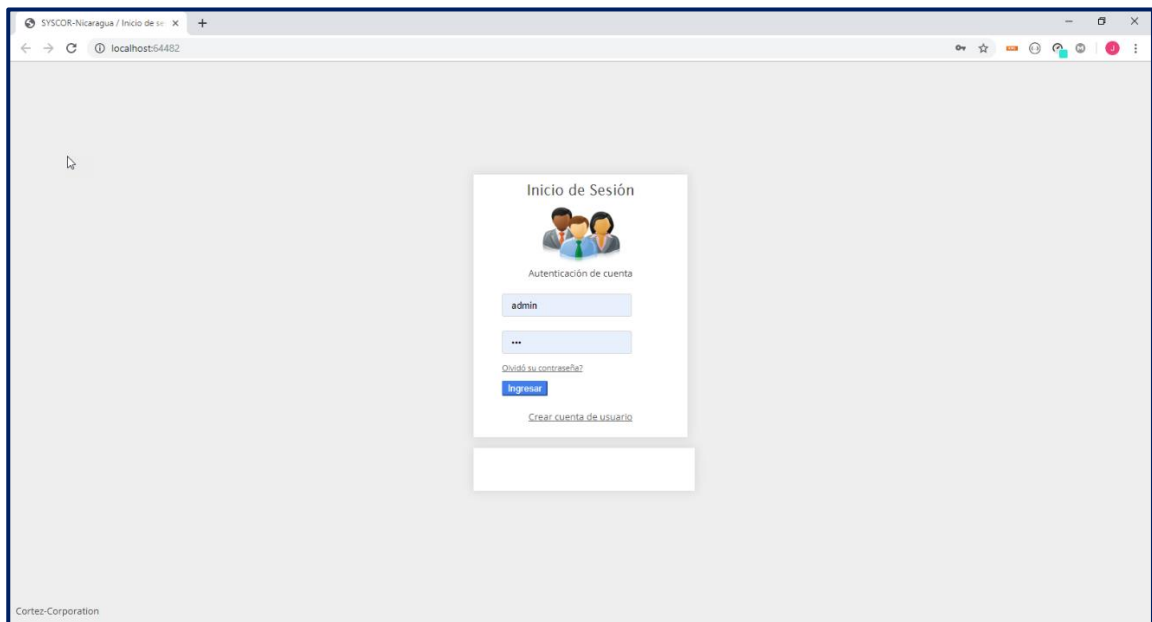 SYSCOR-Nicaragua / Inicio de se
localhost:64482
J
Inicio de Sesión
Autenticación de cuenta
admin
•••
Olvidó su contraseña?
Ingresar
Crear cuenta de usuario
Cortez-Corporation